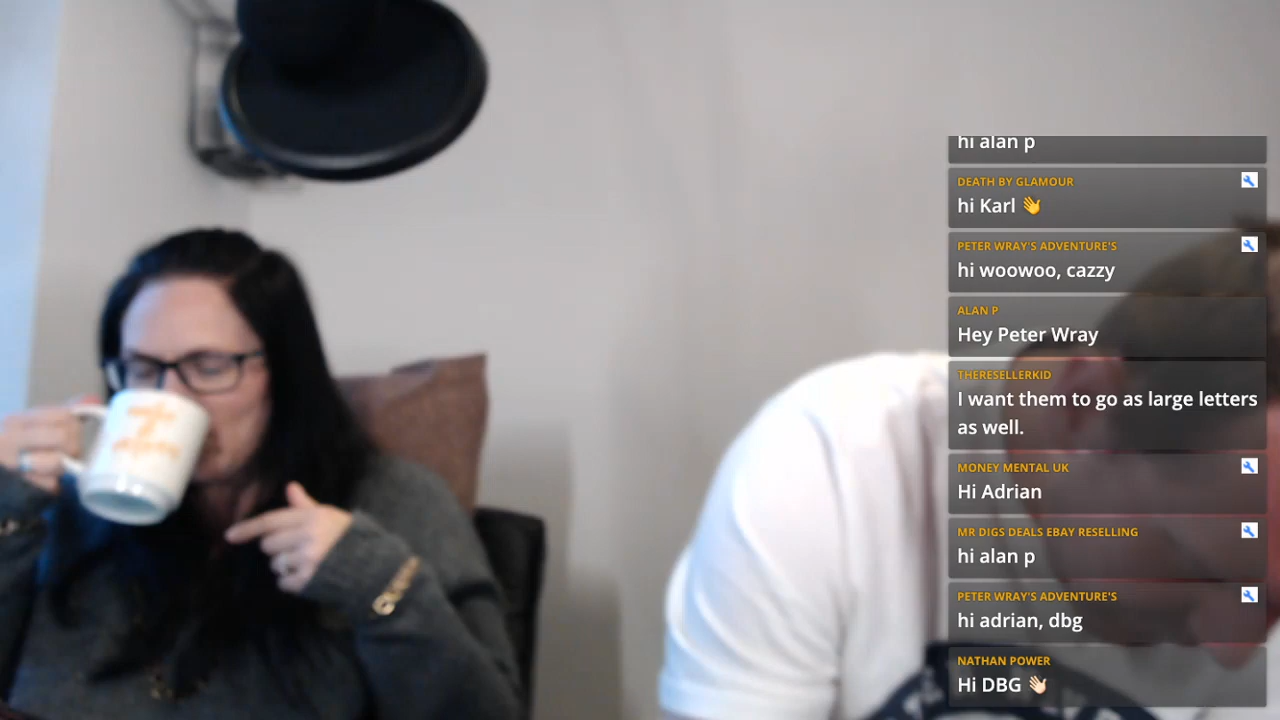 hi alan p
DEATH BY GLAMOUR
hi Karl 👋
PETER WRAY'S ADVENTURE'S
hi woowoo, cazzy
ALAN P
Hey Peter Wray
THERESELLERKID
I want them to go as large letters
as well.
MONEY MENTAL UK
Hi Adrian
MR DIGS DEALS EBAY RESELLING
hi alan p
PETER WRAY'S ADVENTURE'S
hi adrian, dbg
NATHAN POWER
Hi DBG 👋🏻